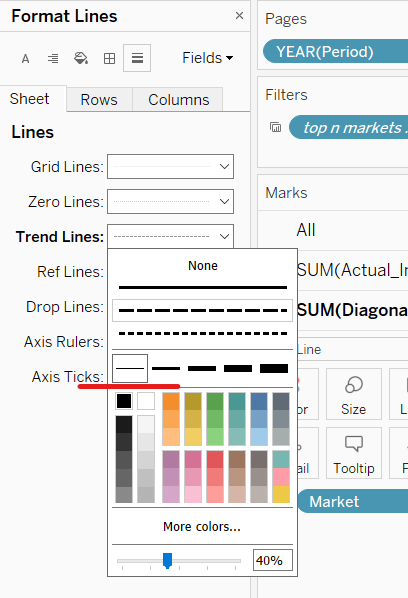 Format Lines
×
A
Fields
Sheet
Rows
Columns
Lines
Grid Lines:
Zero Lines:
Trend Lines:
Ref Lines:
Drop Lines:
Axis Rulers:
Axis Ticks:
None
More colors...
40%
Pages
YEAR(Period)
Filters
top n markets ..
Marks
All
SUM(Actual_In
SUM(Diagona
Line
or
Size
L
ail
Tooltip
Market